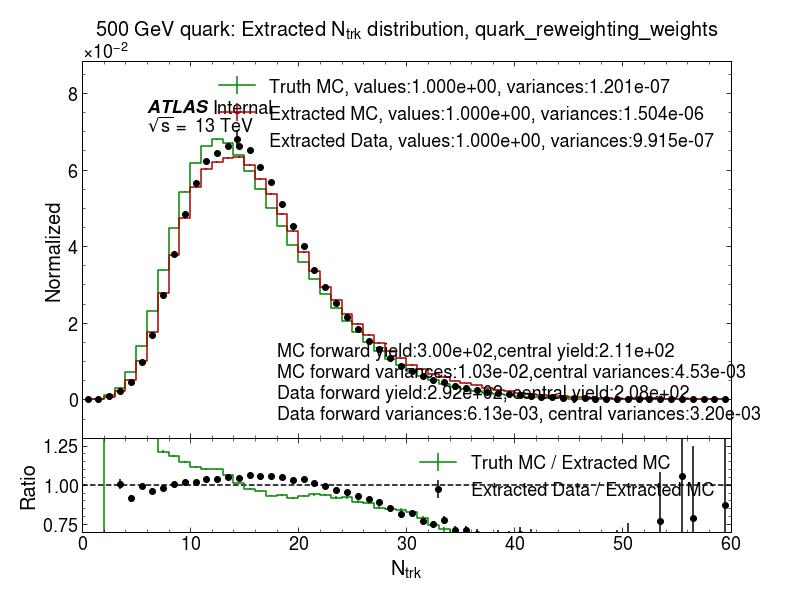 500 GeV quark: Extracted N_trk distribution, quark_reweighting_weights
×10⁻²
Truth MC, values:1.000e+00, variances:1.201e-07
ATLAS Internal
Extracted MC, values:1.000e+00, variances:1.504e-06
√s = 13 TeV
Extracted Data, values:1.000e+00, variances:9.915e-07
8
6
4
2
0
Normalized
MC forward yield:3.00e+02,central yield:2.11e+02
MC forward variances:1.03e-02,central variances:4.53e-03
Data forward yield:2.92e+02, central yield:2.08e+02
Data forward variances:6.13e-03, central variances:3.20e-03
1.25
1.00
0.75
Ratio
Truth MC / Extracted MC
Extracted Data / Extracted MC
0 10 20 30 40 50 60
N_trk